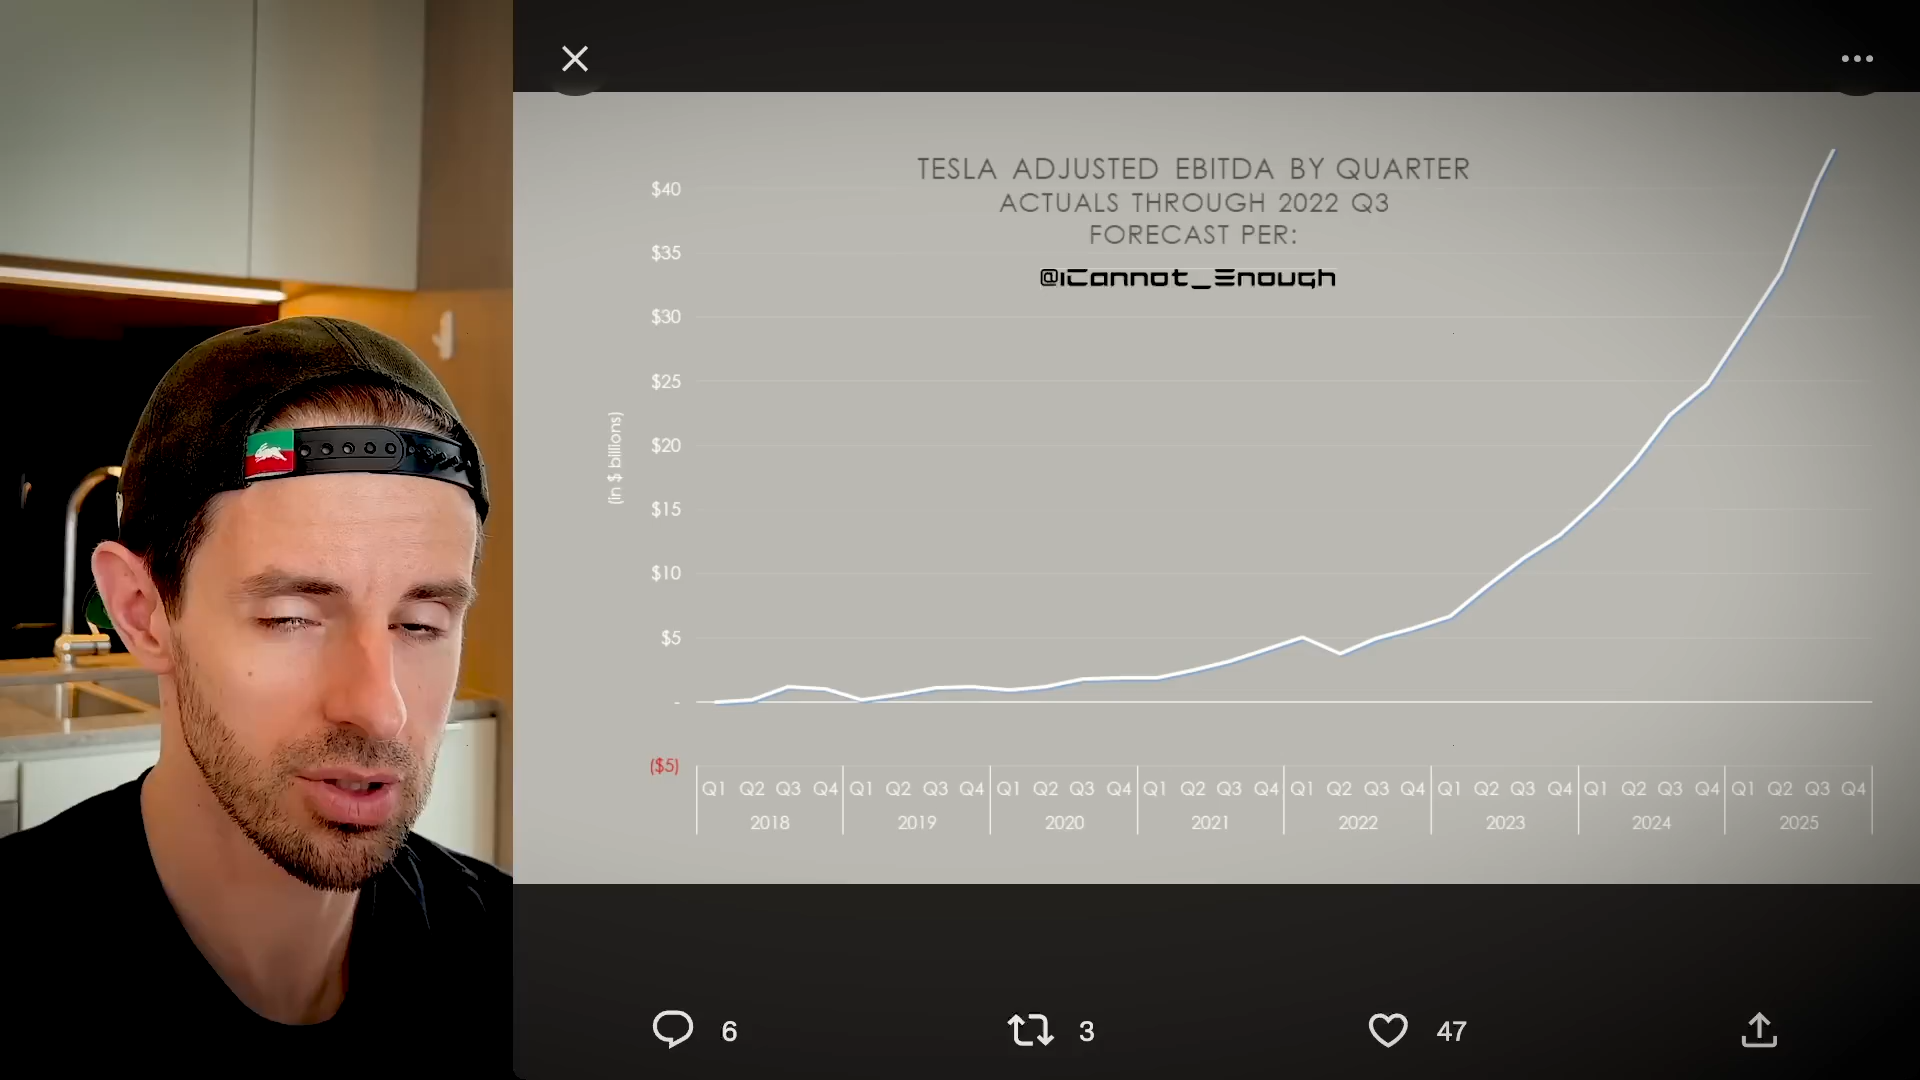 TESLA ADJUSTED EBITDA BY QUARTER
ACTUALS THROUGH 2022 Q3
FORECAST PER:
@iCannot_Enough
(in $ billions)
$40
$35
$30
$25
$20
$15
$10
$5
-
($5)
Q1 Q2 Q3 Q4 Q1 Q2 Q3 Q4 Q1 Q2 Q3 Q4 Q1 Q2 Q3 Q4 Q1 Q2 Q3 Q4 Q1 Q2 Q3 Q4 Q1 Q2 Q3 Q4 Q1 Q2 Q3 Q4
2018 2019 2020 2021 2022 2023 2024 2025
6 3 47